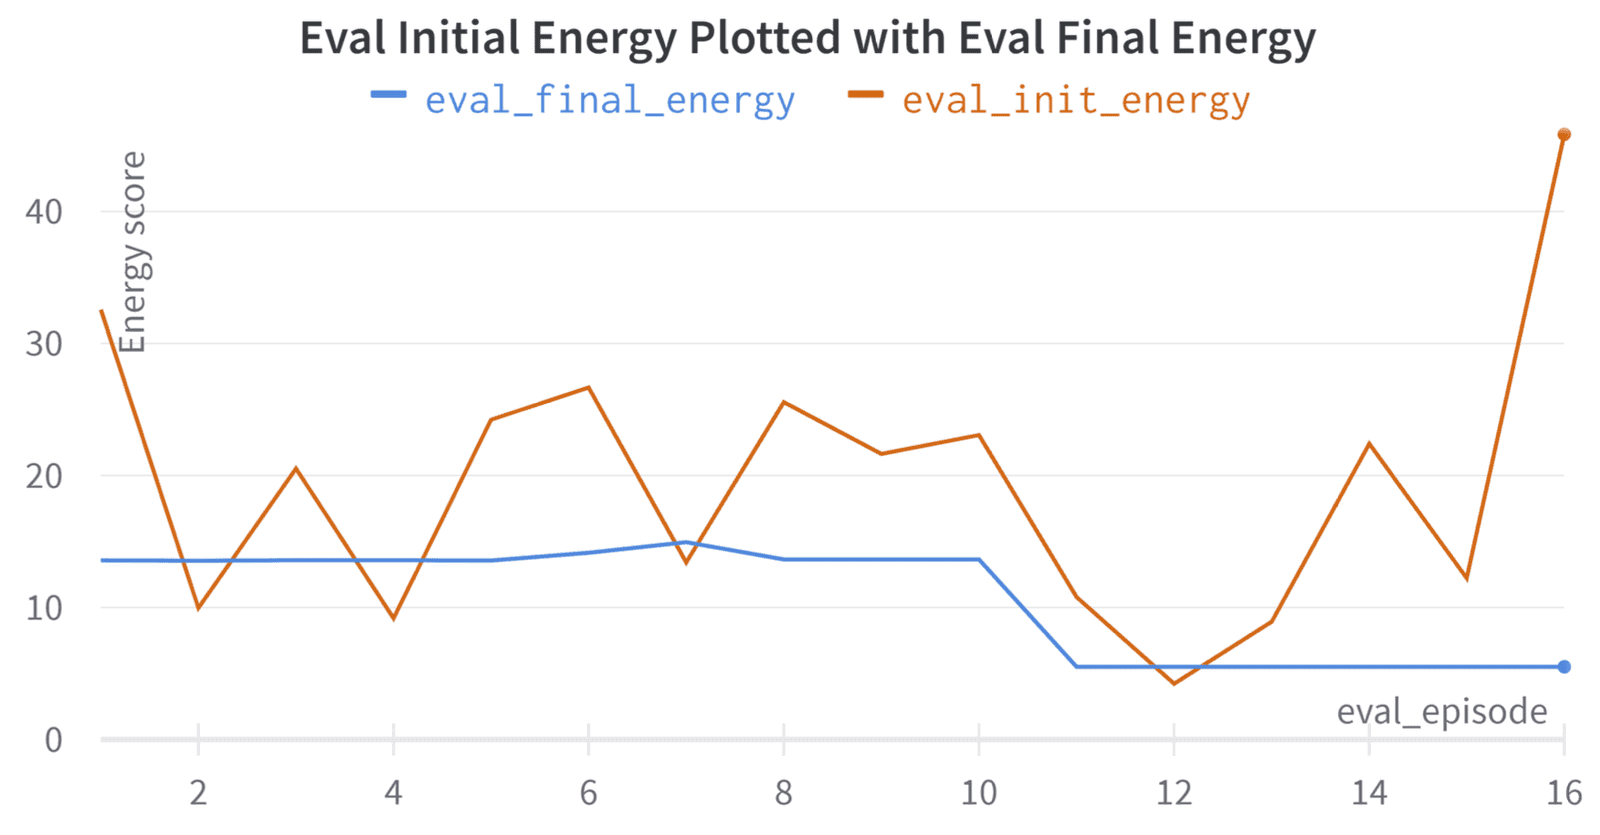 Eval Initial Energy Plotted with Eval Final Energy
eval_final_energy eval_init_energy
Energy score
40
30
20
10
0
eval_episode
2 4 6 8 10 12 14 16